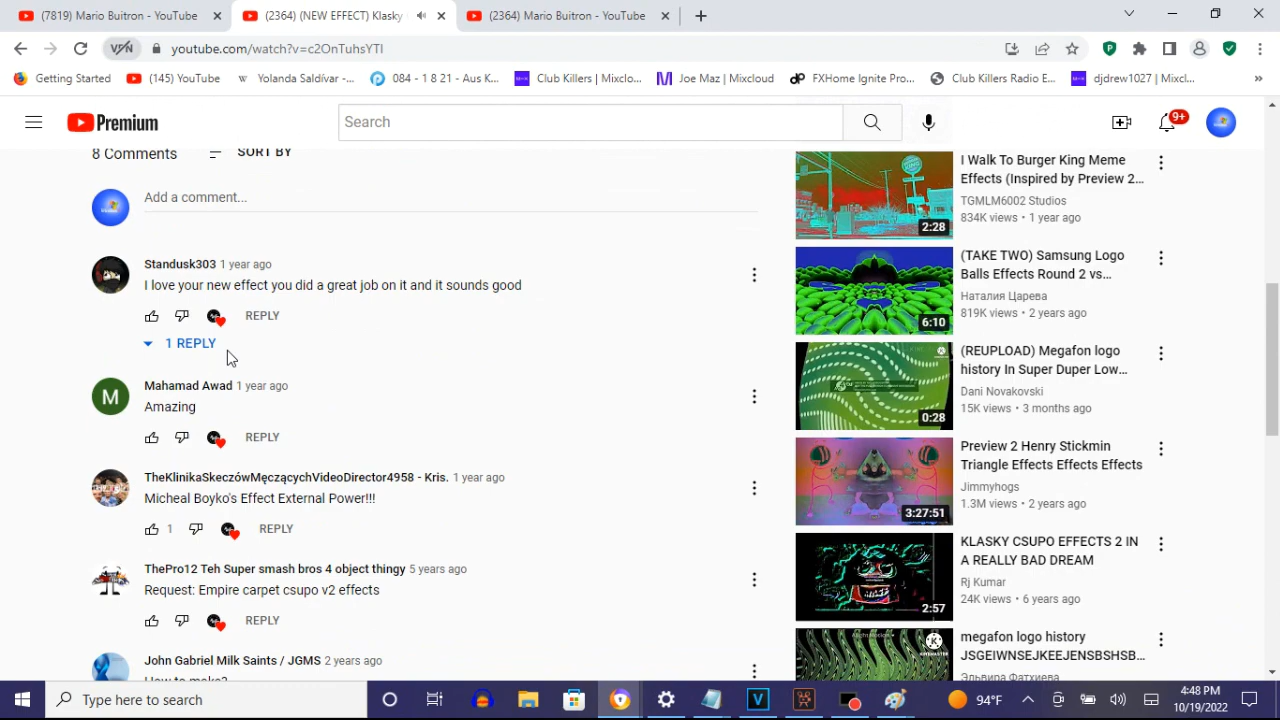 (7819) Mario Buitron - YouTube
(2364) (NEW EFFECT) Klasky
(2364) Mario Buitron - YouTube
VPN
youtube.com/watch?v=c2OnTuhsYTI
Getting Started
(145) YouTube
Yolanda Saldívar -...
084 - 1 8 21 - Aus K...
Club Killers | Mixclo...
Joe Maz | Mixcloud
FXHome Ignite Pro...
Club Killers Radio E...
djdrew1027 | Mixcl...
Premium
Search
9+
8 Comments
SORT BY
Add a comment...
Standusk303 1 year ago
I love your new effect you did a great job on it and it sounds good
REPLY
1 REPLY
M
Mahamad Awad 1 year ago
Amazing
REPLY
TheKlinikaSkeczówMęczącychVideoDirector4958 - Kris. 1 year ago
Micheal Boyko's Effect External Power!!!
1
REPLY
ThePro12 Teh Super smash bros 4 object thingy 5 years ago
Request: Empire carpet csupo v2 effects
REPLY
John Gabriel Milk Saints / JGMS 2 years ago
How to make?
I Walk To Burger King Meme
Effects (Inspired by Preview 2...
TGMLM6002 Studios
834K views • 1 year ago
2:28
(TAKE TWO) Samsung Logo
Balls Effects Round 2 vs...
Наталия Царева
819K views • 2 years ago
6:10
(REUPLOAD) Megafon logo
history In Super Duper Low...
Dani Novakovski
15K views • 3 months ago
0:28
Preview 2 Henry Stickmin
Triangle Effects Effects Effects
Jimmyhogs
1.3M views • 2 years ago
3:27:51
KLASKY CSUPO EFFECTS 2 IN
A REALLY BAD DREAM
Rj Kumar
24K views • 6 years ago
2:57
megafon logo history
JSGEIWNSEJKEEJENSBSHSB...
Эльвира Фатхиева
Type here to search
94°F
4:48 PM
10/19/2022